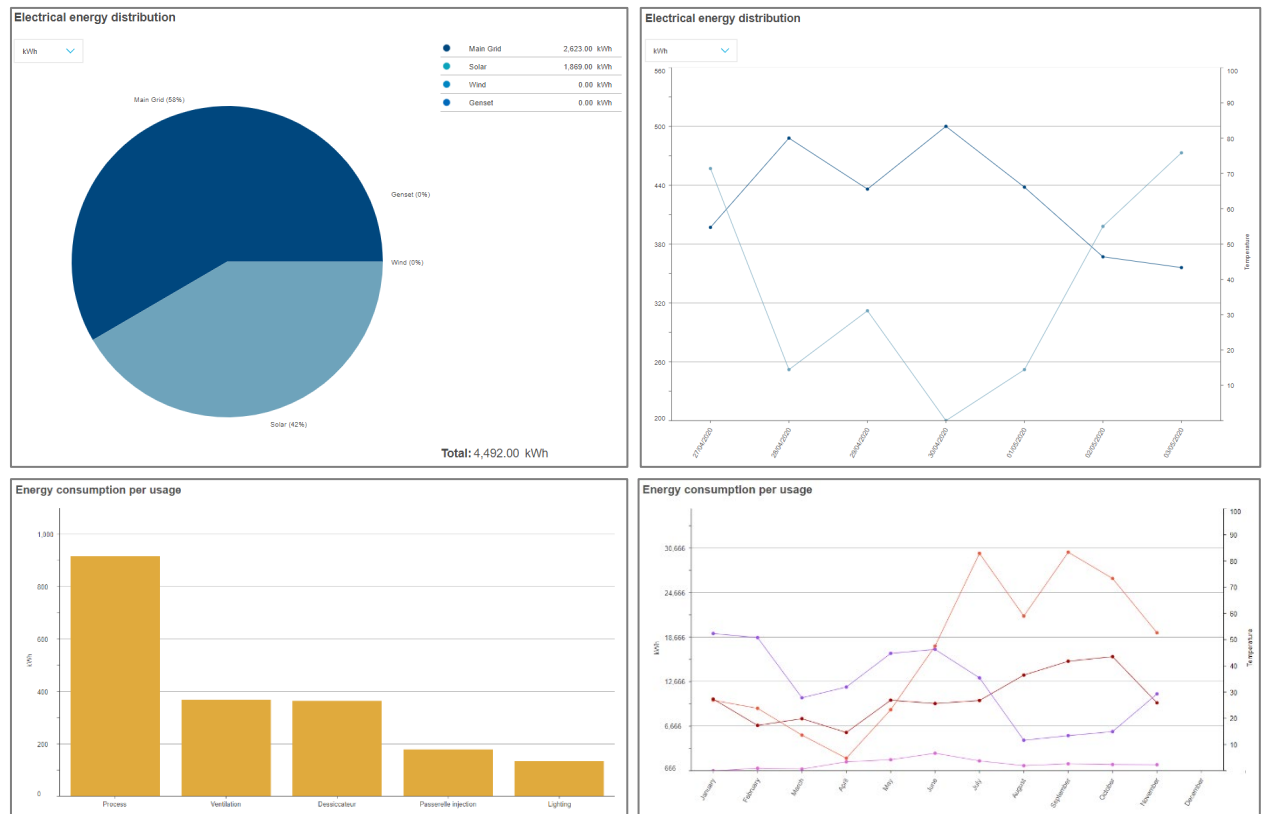 Electrical energy distribution
kWh
Main Grid 2,623.00 kWh
Solar 1,869.00 kWh
Wind 0.00 kWh
Genset 0.00 kWh
Main Grid (58%)
Genset (0%)
Wind (0%)
Solar (42%)
Total: 4,492.00 kWh
Electrical energy distribution
kWh
560
500
440
380
320
260
200
100
90
80
70
60
50
40
30
20
10
Temperature
27/04/2020
28/04/2020
29/04/2020
30/04/2020
01/05/2020
02/05/2020
03/05/2020
Energy consumption per usage
1,000
800
600
400
200
0
kWh
Process
Ventilation
Dessiccateur
Passerelle injection
Lighting
Energy consumption per usage
30,666
24,666
18,666
12,666
6,666
666
kWh
100
90
80
70
60
50
40
30
20
10
Temperature
January
February
March
April
May
June
July
August
September
October
November
December